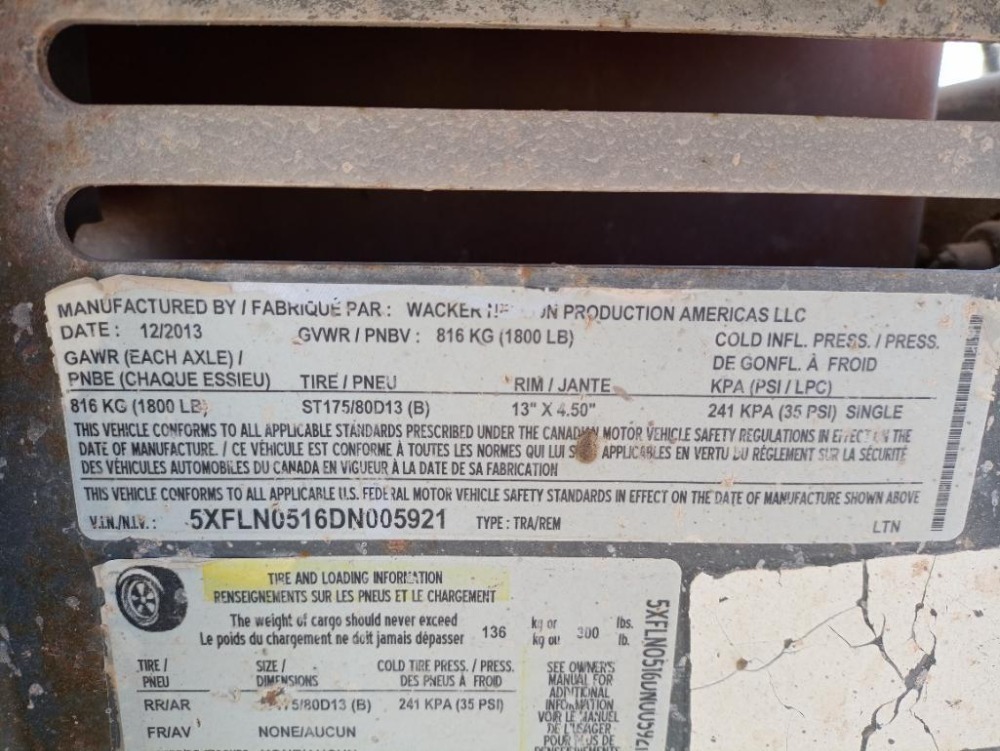 MANUFACTURED BY / FABRIQUÉ PAR : WACKER PRODUCTION AMERICAS LLC
DATE : 12/2013 GVWR / PNBV : 816 KG (1800 LB) COLD INFL. PRESS. / PRESS.
GAWR (EACH AXLE) / DE GONFL. À FROID
PNBE (CHAQUE ESSIEU) TIRE / PNEU RIM / JANTE KPA (PSI / LPC)
816 KG (1800 LB) ST175/80D13 (B) 13" X 4.50" 241 KPA (35 PSI) SINGLE
THIS VEHICLE CONFORMS TO ALL APPLICABLE STANDARDS PRESCRIBED UNDER THE CANADIAN MOTOR VEHICLE SAFETY REGULATIONS IN EFFECT ON THE
DATE OF MANUFACTURE. / CE VÉHICULE EST CONFORME À TOUTES LES NORMES QUI LUI APPLICABLES EN VERTU DU RÈGLEMENT SUR LA SÉCURITÉ
DES VÉHICULES AUTOMOBILES DU CANADA EN VIGUEUR À LA DATE DE SA FABRICATION
THIS VEHICLE CONFORMS TO ALL APPLICABLE U.S. FEDERAL MOTOR VEHICLE SAFETY STANDARDS IN EFFECT ON THE DATE OF MANUFACTURE SHOWN ABOVE
V.I.N./N.I.V. : 5XFLN0516DN005921 TYPE : TRA/REM LTN
TIRE AND LOADING INFORMATION
RENSEIGNEMENTS SUR LES PNEUS ET LE CHARGEMENT
The weight of cargo should never exceed kg or lbs.
Le poids du chargement ne doit jamais dépasser 136 kg ou 300 lb.
TIRE / SIZE / COLD TIRE PRESS. / PRESS.
PNEU DIMENSIONS DES PNEUS À FROID
RR/AR 175/80D13 (B) 241 KPA (35 PSI)
FR/AV NONE/AUCUN
SEE OWNER'S
MANUAL FOR
ADDITIONAL
INFORMATION
VOIR LE MANUEL
DE L'USAGER
POUR PLUS DE